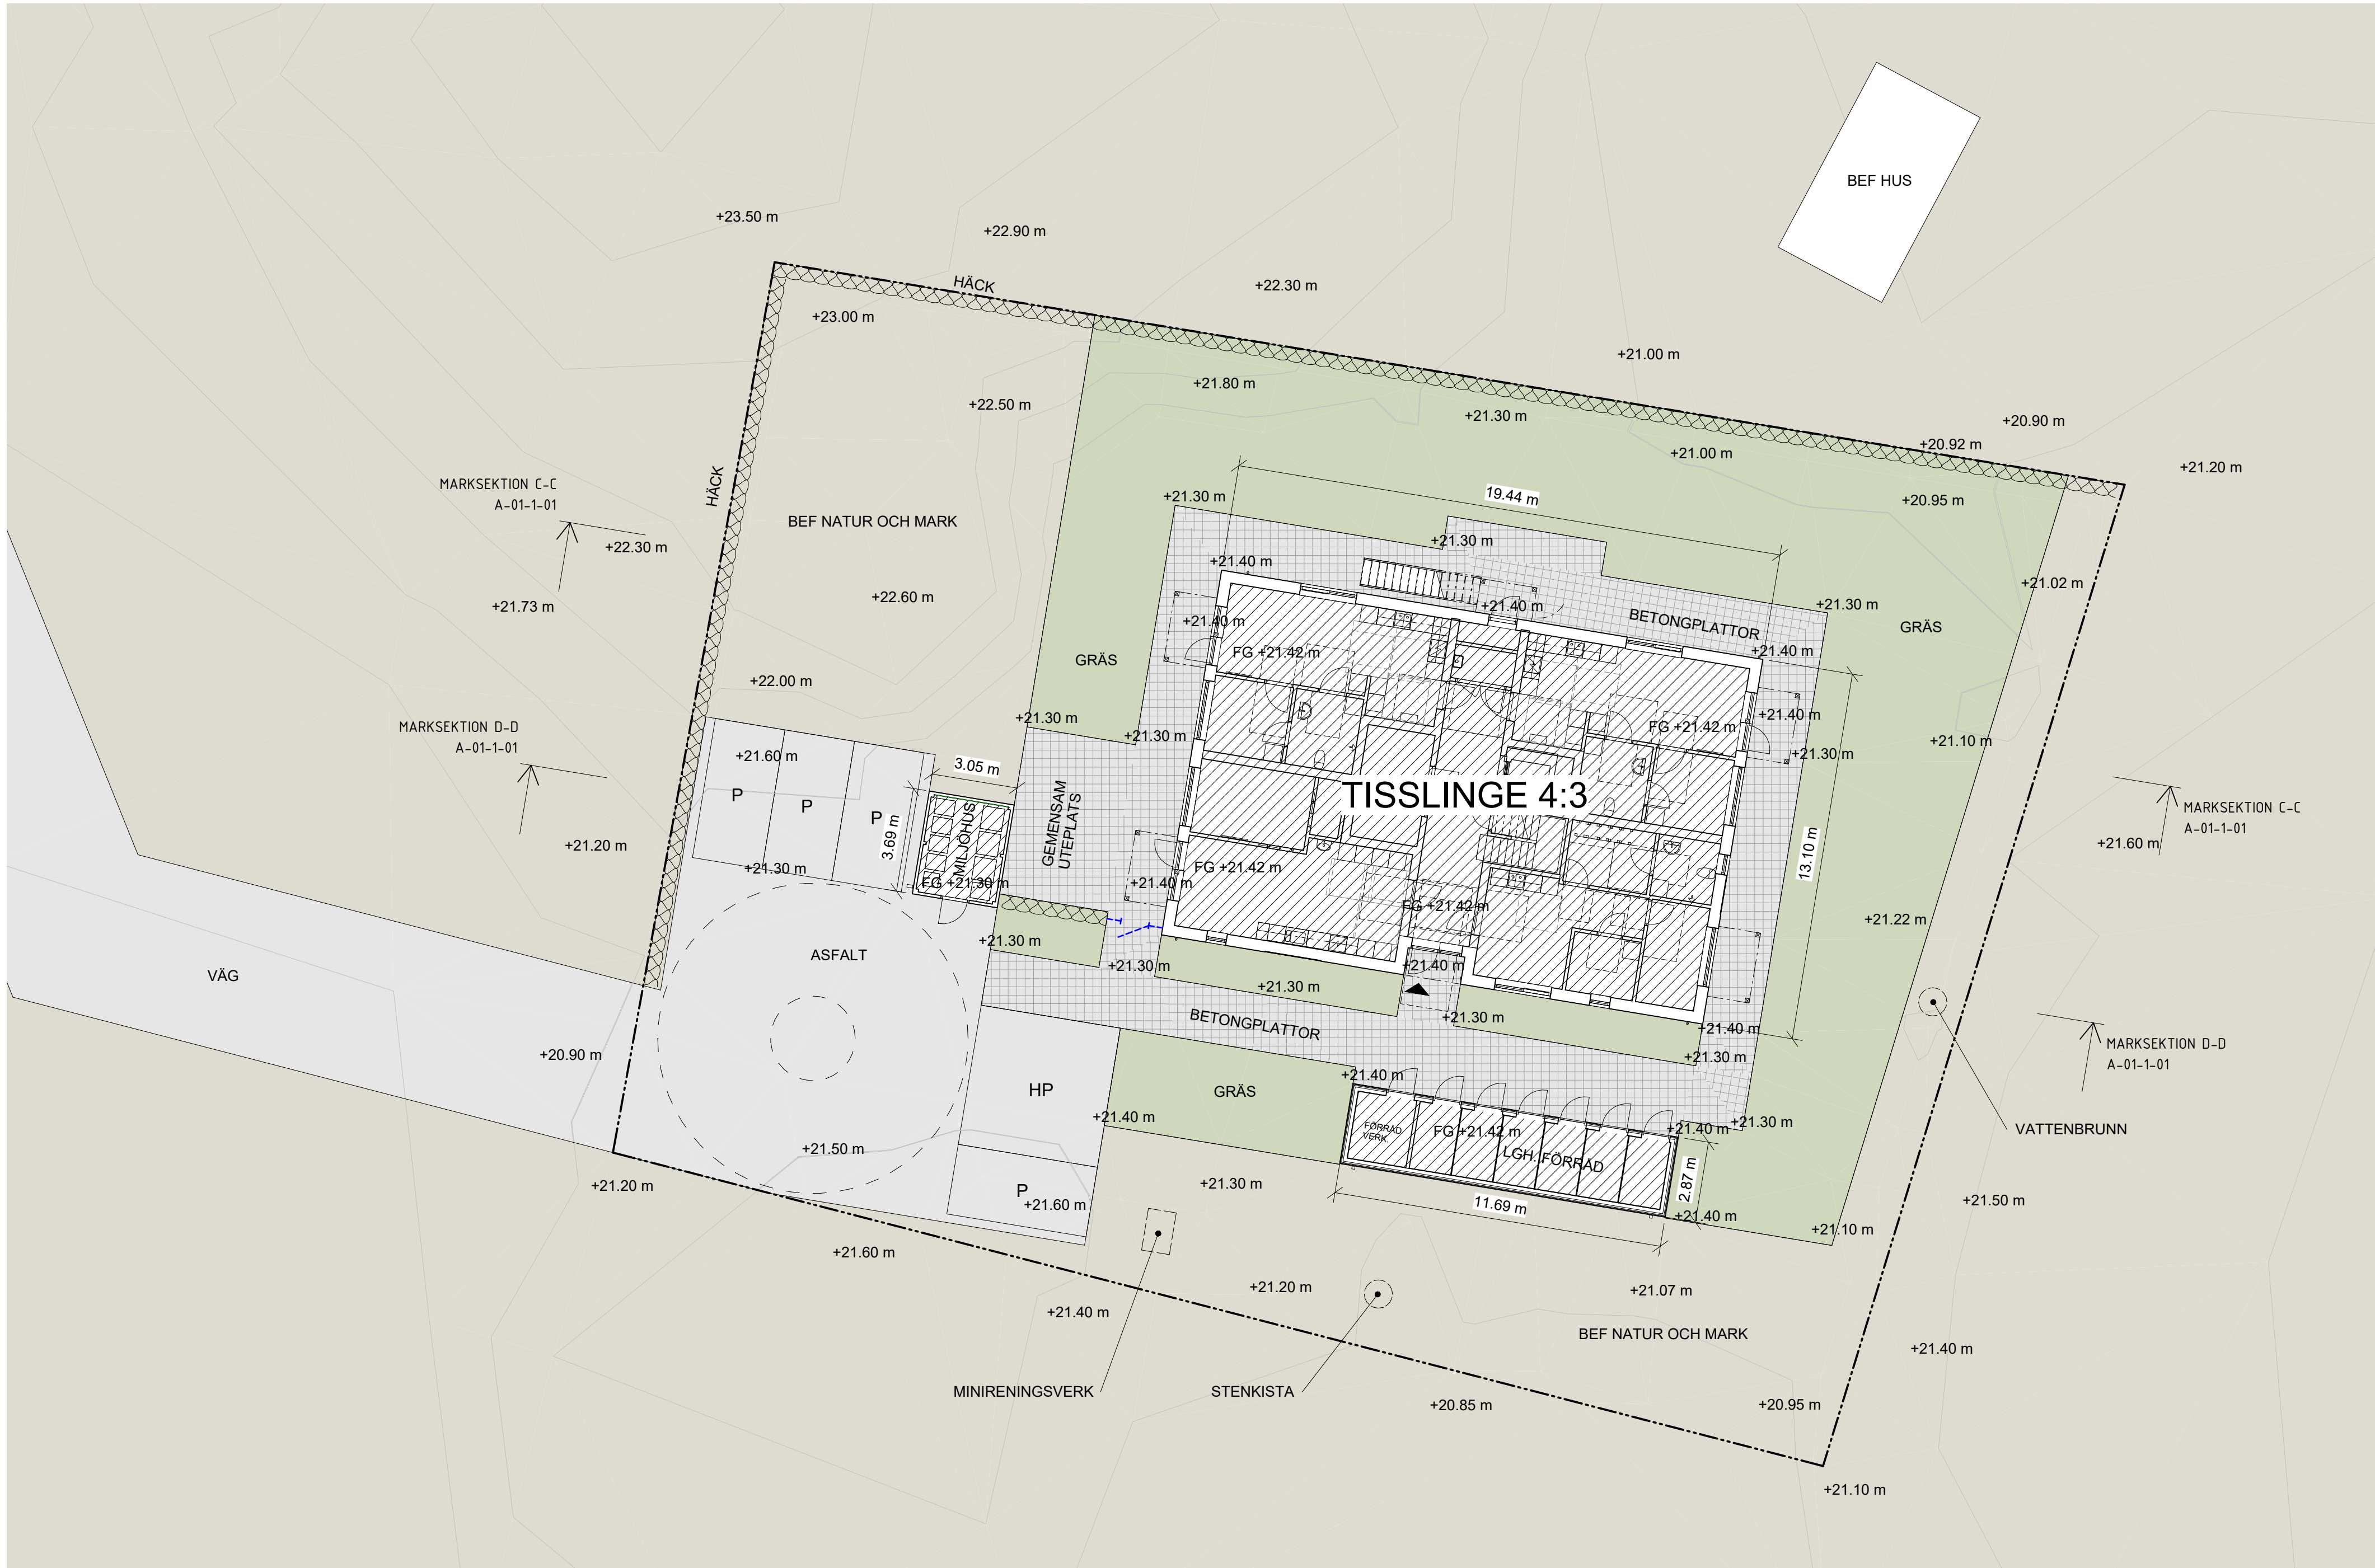 BEF HUS
+23.50 m
+22.90 m
HÄCK
+22.30 m
+23.00 m
+21.00 m
+21.80 m
+22.50 m
+21.30 m
+20.90 m
+20.92 m
+21.00 m
+21.20 m
HÄCK
MARKSEKTION C-C
A-01-1-01
19.44 m
+21.30 m
+20.95 m
BEF NATUR OCH MARK
+22.30 m
+21.30 m
+21.40 m
+21.02 m
+21.73 m
+22.60 m
+21.40 m
+21.40 m
+21.30 m
BETONGPLATTOR
GRÄS
GRÄS
FG +21.42 m
+21.40 m
+22.00 m
+21.30 m
+21.40 m
FG +21.42 m
MARKSEKTION D-D
A-01-1-01
+21.60 m
+21.30 m
+21.30 m
+21.10 m
3.05 m
TISSLINGE 4:3
P
P
P
3.69 m
MILJÖHUS
FG +21.30 m
GEMENSAM
UTEPLATS
MARKSEKTION C-C
A-01-1-01
+21.60 m
+21.20 m
+21.30 m
13.10 m
FG +21.42 m
+21.40 m
FG +21.42 m
+21.22 m
+21.30 m
ASFALT
+21.30 m
+21.40 m
VÄG
+21.30 m
+21.30 m
BETONGPLATTOR
+21.40 m
+21.30 m
+20.90 m
MARKSEKTION D-D
A-01-1-01
HP
GRÄS
+21.40 m
+21.40 m
+21.30 m
+21.40 m
VATTENBRUNN
FÖRRÅD
VERK.
FG +21.42 m
LGH. FÖRRÅD
+21.50 m
2.87 m
+21.20 m
P
+21.60 m
+21.30 m
11.69 m
+21.40 m
+21.50 m
+21.10 m
+21.60 m
+21.20 m
+21.07 m
+21.40 m
BEF NATUR OCH MARK
+21.40 m
MINIRENINGSVERK
STENKISTA
+20.85 m
+20.95 m
+21.10 m